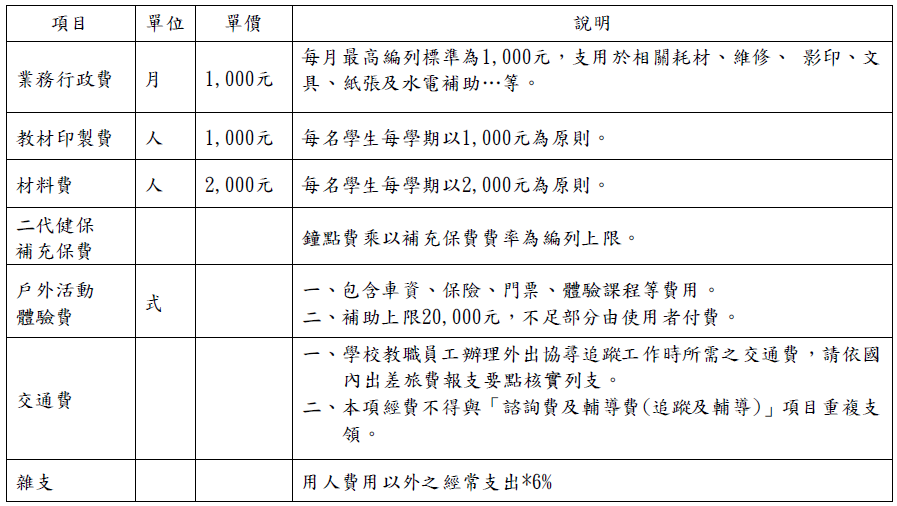 項目 單位 單價 說明
業務行政費 月 1,000元 每月最高編列標準為1,000元，支用於相關耗材、維修、 影印、文
具、紙張及水電補助…等。
教材印製費 人 1,000元 每名學生每學期以1,000元為原則。
材料費 人 2,000元 每名學生每學期以2,000元為原則。
二代健保
補充保費
鐘點費乘以補充保費費率為編列上限。
戶外活動
體驗費
式
一、包含車資、保險、門票、體驗課程等費用。
二、補助上限20,000元，不足部分由使用者付費。
交通費
一、學校教職員工辦理外出協尋追蹤工作時所需之交通費，請依國
內出差旅費報支要點核實列支。
二、本項經費不得與「諮詢費及輔導費(追蹤及輔導)」項目重複支
領。
雜支 用人費用以外之經常支出*6%